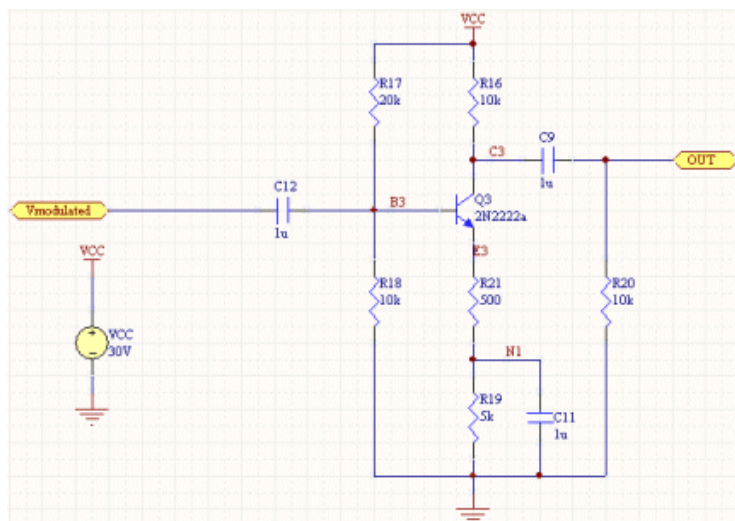 VCC
R17
20k
R16
10k
C9
1u
C3
OUT
C12
1u
Vmodulated
B3
Q3
2N2222a
E3
VCC
VCC
30V
R18
10k
R21
500
R20
10k
N1
R19
5k
C11
1u